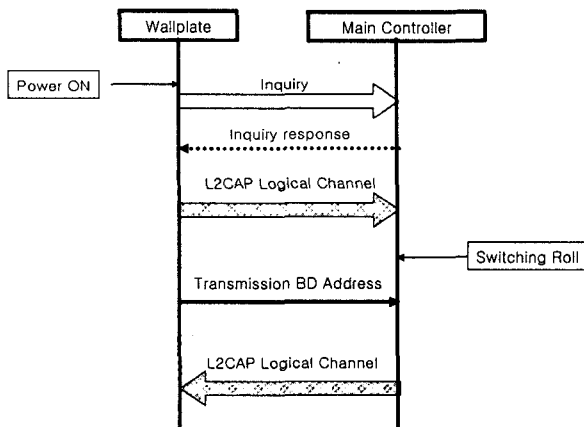 Wallplate
Main Controller
Power ON
Inquiry
Inquiry response
L2CAP Logical Channel
Switching Roll
Transmission BD Address
L2CAP Logical Channel